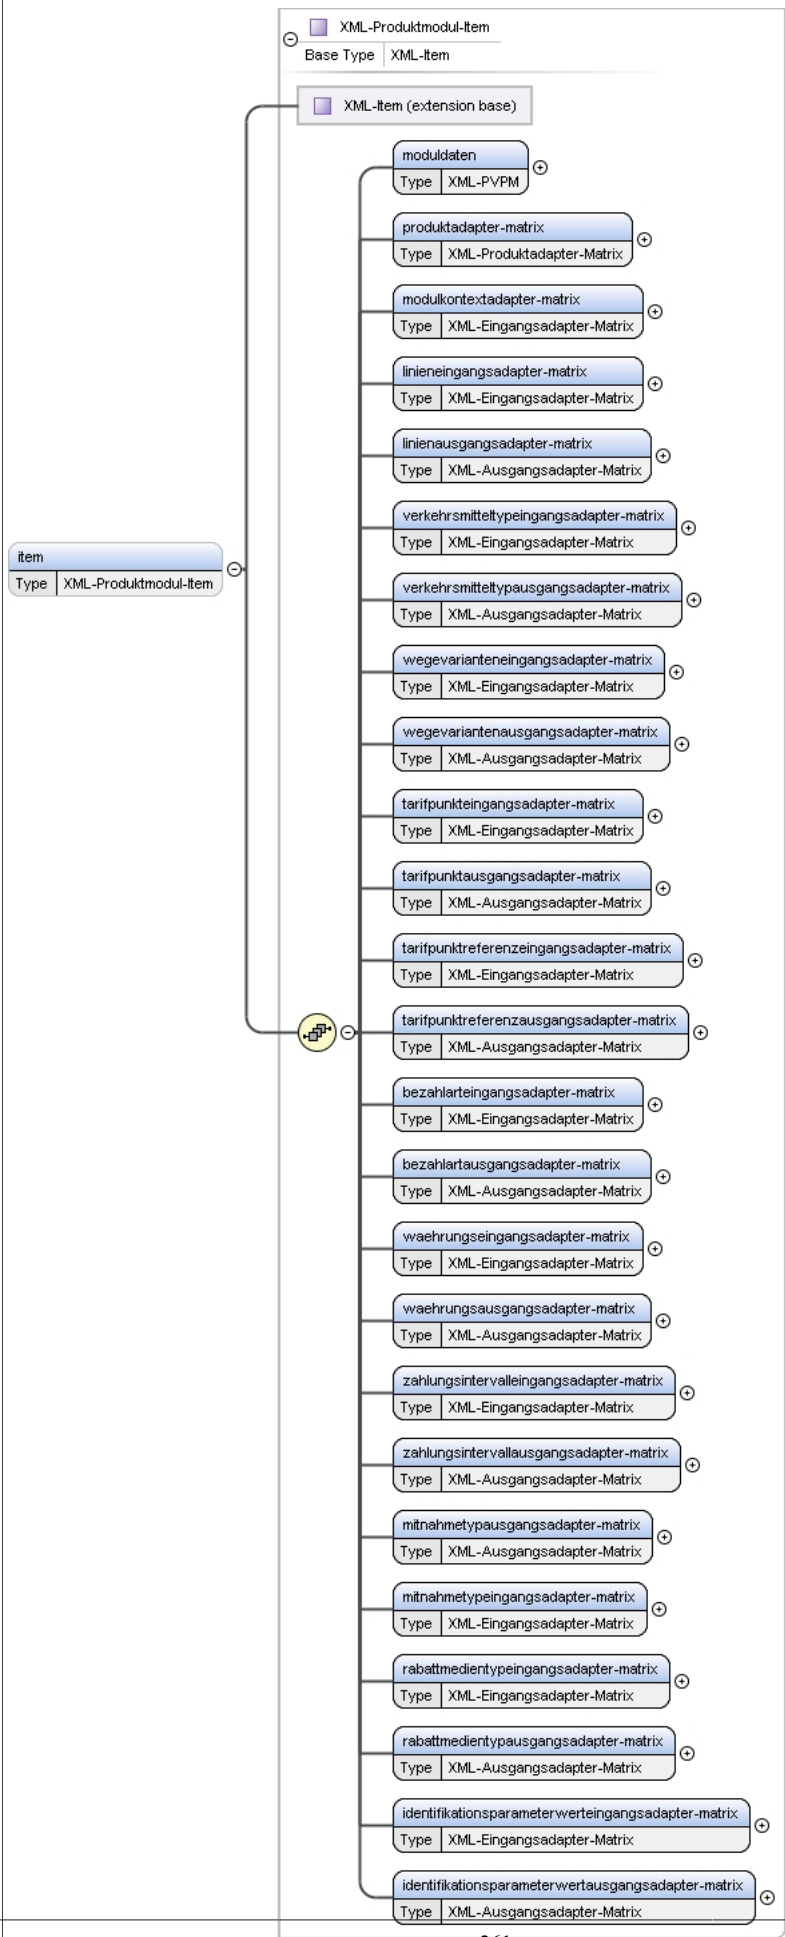 XML-Produktmodul-Item
Base Type XML-Item
XML-Item (extension base)
moduldaten
Type XML-PVPM
produktadapter-matrix
Type XML-Produktadapter-Matrix
modulkontextadapter-matrix
Type XML-Eingangsadapter-Matrix
linieneingangsadapter-matrix
Type XML-Eingangsadapter-Matrix
linienausgangsadapter-matrix
Type XML-Ausgangsadapter-Matrix
verkehrsmitteltypeingangsadapter-matrix
Type XML-Eingangsadapter-Matrix
item
Type XML-Produktmodul-Item
verkehrsmitteltypausgangsadapter-matrix
Type XML-Ausgangsadapter-Matrix
wegevarianteneingangsadapter-matrix
Type XML-Eingangsadapter-Matrix
wegevariantenausgangsadapter-matrix
Type XML-Ausgangsadapter-Matrix
tarifpunkteingangsadapter-matrix
Type XML-Eingangsadapter-Matrix
tarifpunktausgangsadapter-matrix
Type XML-Ausgangsadapter-Matrix
tarifpunktreferenzeingangsadapter-matrix
Type XML-Eingangsadapter-Matrix
tarifpunktreferenzausgangsadapter-matrix
Type XML-Ausgangsadapter-Matrix
bezahlarteingangsadapter-matrix
Type XML-Eingangsadapter-Matrix
bezahlartausgangsadapter-matrix
Type XML-Ausgangsadapter-Matrix
waehrungseingangsadapter-matrix
Type XML-Eingangsadapter-Matrix
waehrungsausgangsadapter-matrix
Type XML-Ausgangsadapter-Matrix
zahlungsintervalleingangsadapter-matrix
Type XML-Eingangsadapter-Matrix
zahlungsintervallausgangsadapter-matrix
Type XML-Ausgangsadapter-Matrix
mitnahmetypausgangsadapter-matrix
Type XML-Ausgangsadapter-Matrix
mitnahmetypeingangsadapter-matrix
Type XML-Eingangsadapter-Matrix
rabattmedientypeingangsadapter-matrix
Type XML-Eingangsadapter-Matrix
rabattmedientypausgangsadapter-matrix
Type XML-Ausgangsadapter-Matrix
identifikationsparameterwerteingangsadapter-matrix
Type XML-Eingangsadapter-Matrix
identifikationsparameterwertausgangsadapter-matrix
Type XML-Ausgangsadapter-Matrix